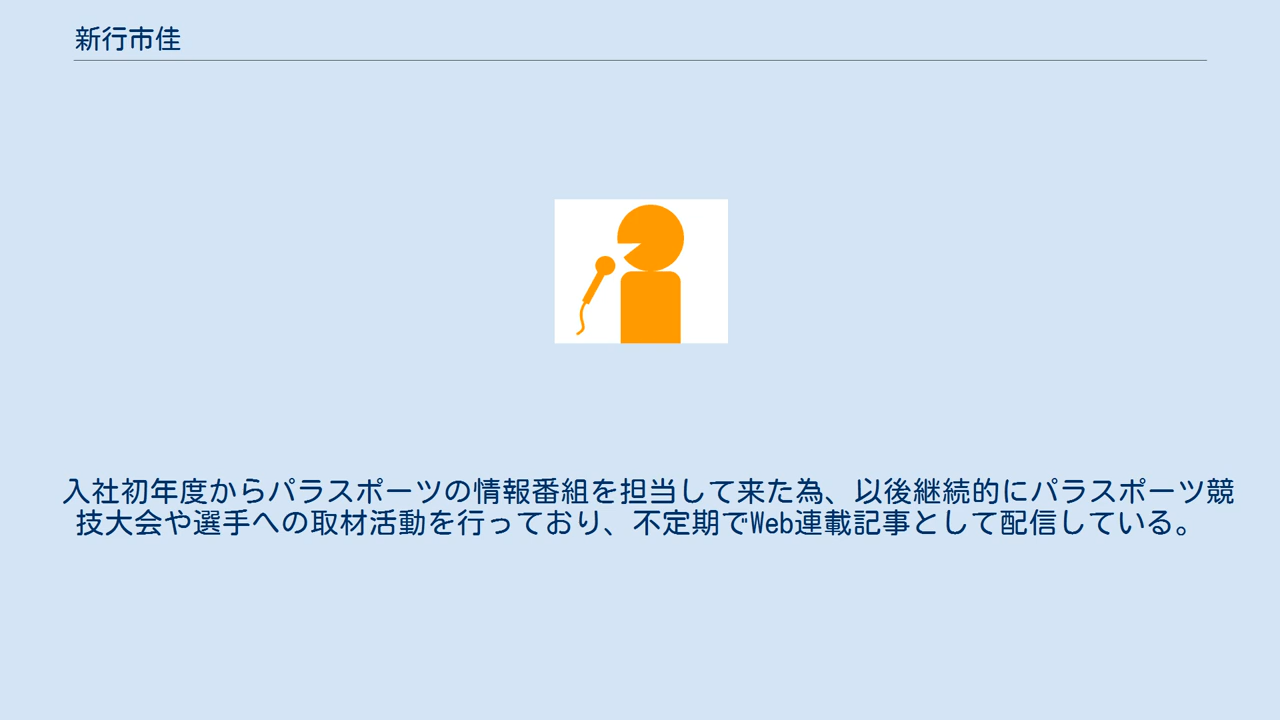 新行市佳
入社初年度からパラスポーツの情報番組を担当して来た為、以後継続的にパラスポーツ競
技大会や選手への取材活動を行っており、不定期でWeb連載記事として配信している。